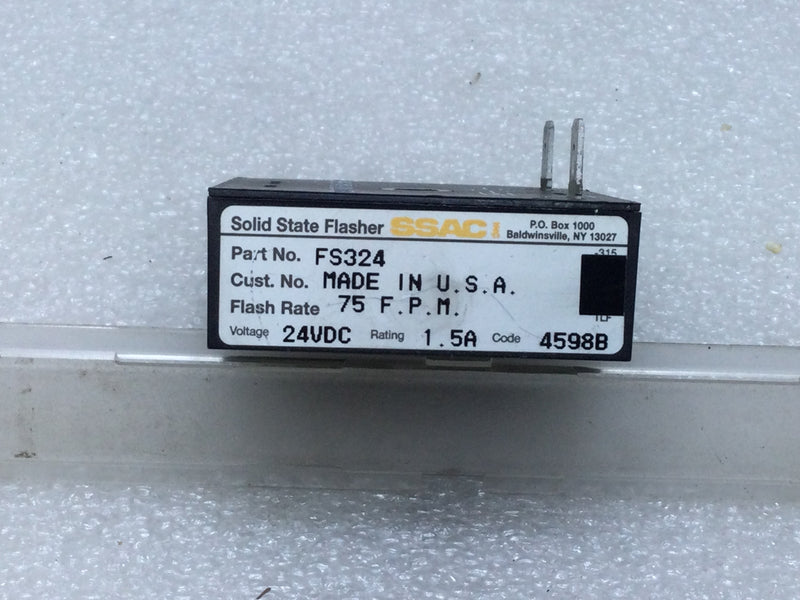 Solid State Flasher SSAC INC P.O. Box 1000
Baldwinsville, NY 13027
Part No. FS324
Cust. No. MADE IN U.S.A.
Flash Rate 75 F.P.M.
Voltage 24VDC Rating 1.5A Code 4598B